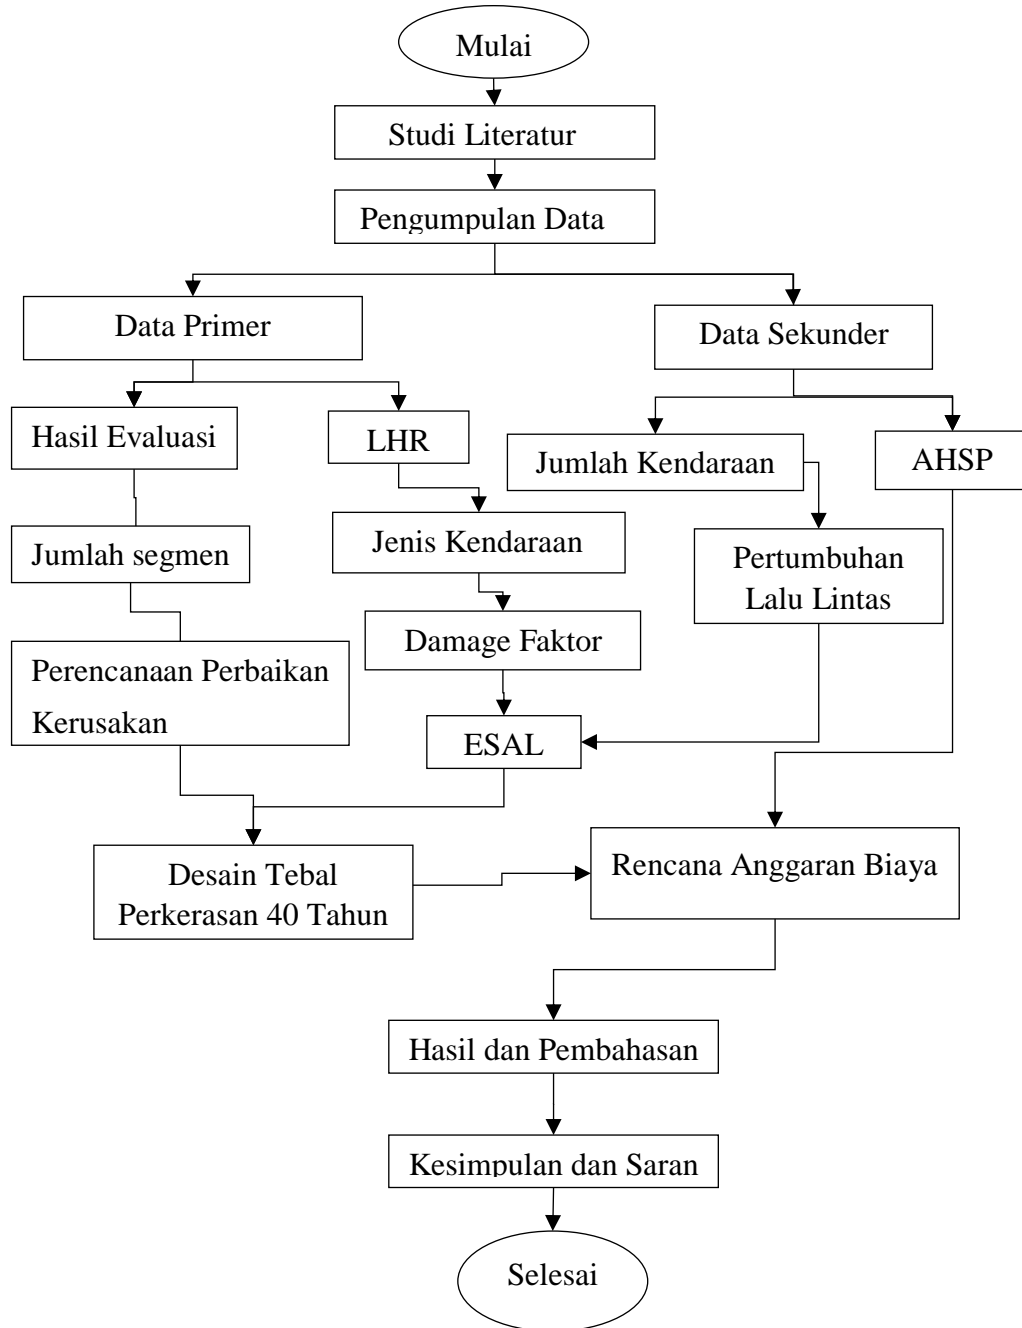 Mulai
Studi Literatur
Pengumpulan Data
Data Primer
Data Sekunder
Hasil Evaluasi
LHR
Jumlah Kendaraan
AHSP
Jumlah segmen
Jenis Kendaraan
Pertumbuhan
Lalu Lintas
Perencanaan Perbaikan
Kerusakan
Damage Faktor
ESAL
Desain Tebal
Perkerasan 40 Tahun
Rencana Anggaran Biaya
Hasil dan Pembahasan
Kesimpulan dan Saran
Selesai